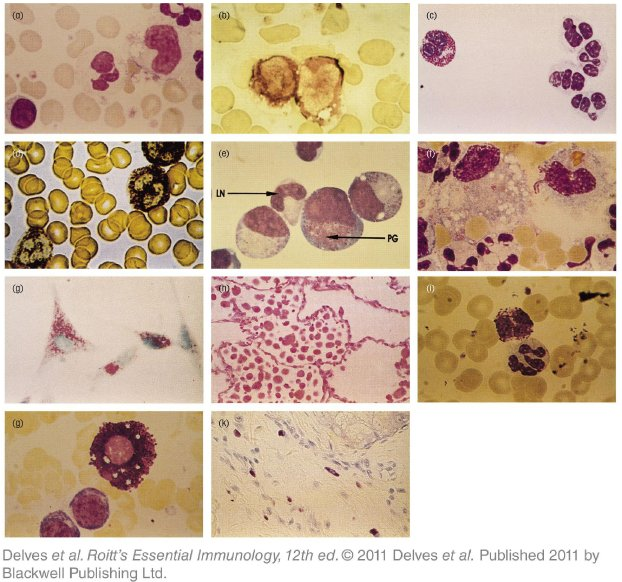 (a)
(b)
(c)
(d)
(e)
LN
PG
(f)
(g)
(h)
(i)
(g)
(k)
Delves et al. Roitt's Essential Immunology, 12th ed. © 2011 Delves et al. Published 2011 by
Blackwell Publishing Ltd.